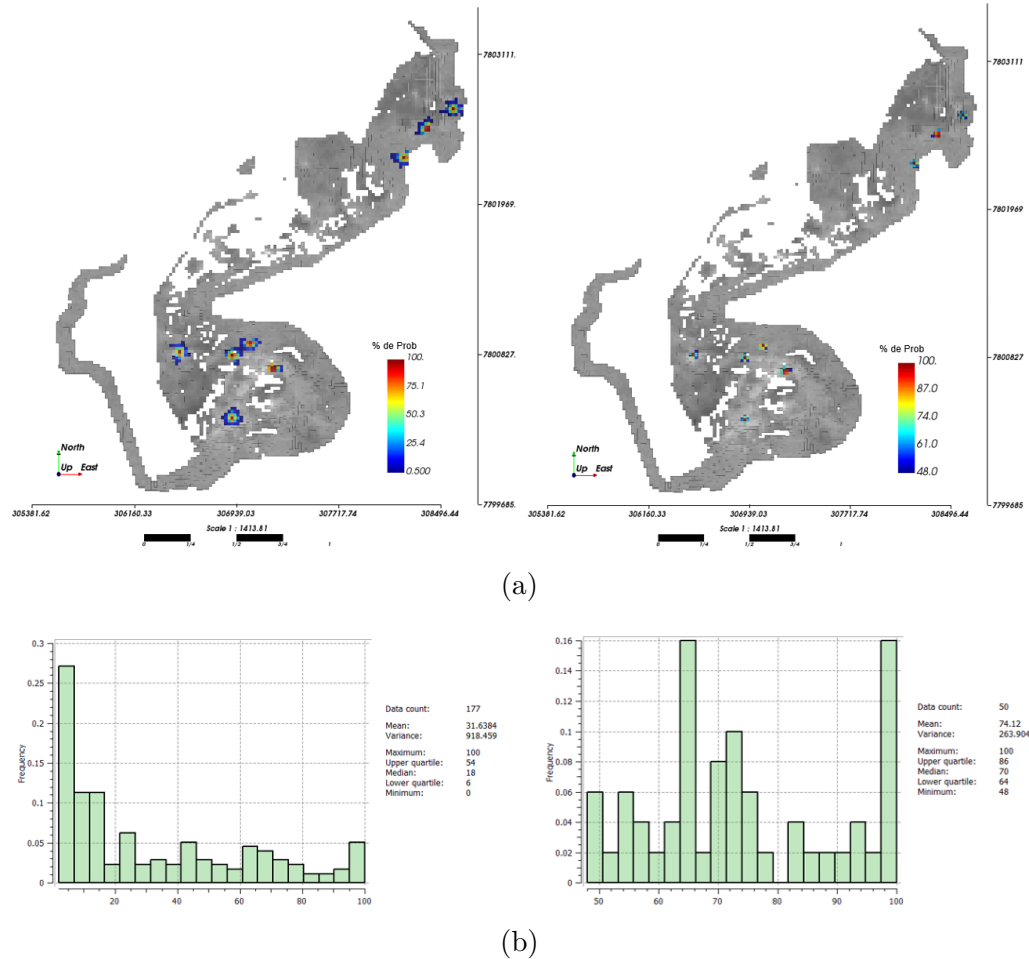 7803111.
7801969.
% de Prob
100.
75.1
50.3
25.4
0.500
7800827
North
Up East
7799685.
305381.62 306160.33 306939.03 307717.74 308496.44
Scale 1 : 1413.81
0 1/4 1/2 3/4 1
7803111
7801969
% de Prob
100.
87.0
74.0
61.0
48.0
7800827
North
Up East
7799685.
305381.62 306160.33 306939.03 307717.74 308496.44
Scale 1 : 1413.81
0 1/4 1/2 3/4 1
(a)
Frequency
0.3
0.25
0.2
0.15
0.1
0.05
0
20 40 60 80 100
Data count: 177
Mean: 31.6384
Variance: 918.459
Maximum: 100
Upper quartile: 54
Median: 18
Lower quartile: 6
Minimum: 0
Frequency
0.16
0.14
0.12
0.1
0.08
0.06
0.04
0.02
0
50 60 70 80 90 100
Data count: 50
Mean: 74.12
Variance: 263.904
Maximum: 100
Upper quartile: 86
Median: 70
Lower quartile: 64
Minimum: 48
(b)